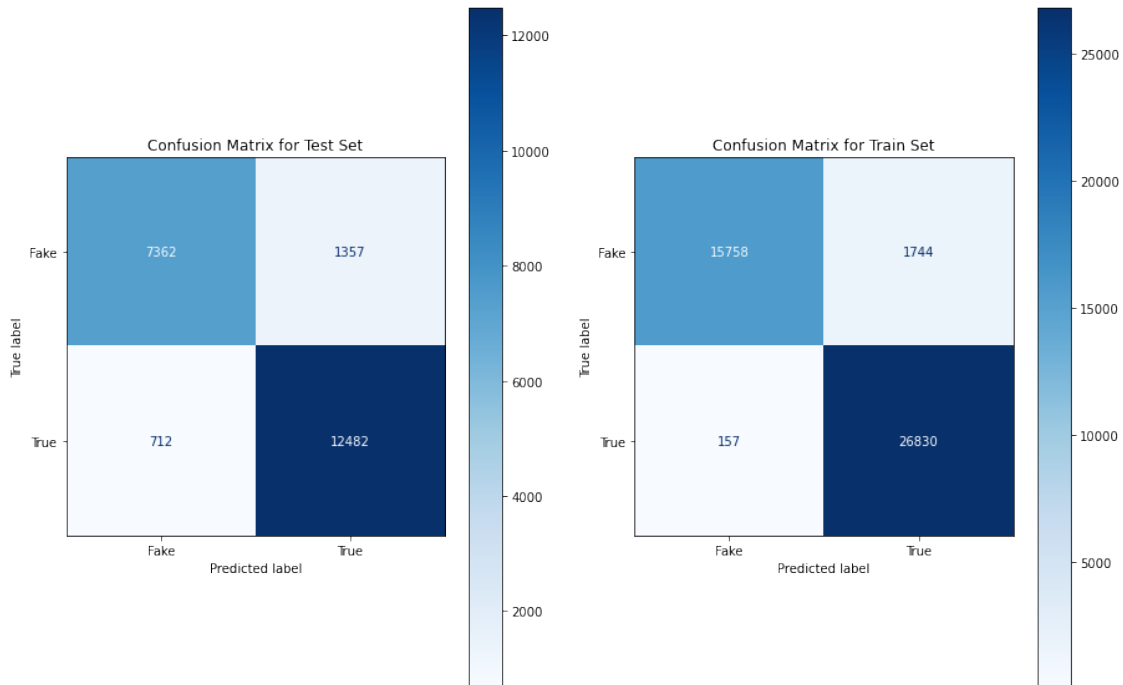 Confusion Matrix for Test Set
True label
Fake
True
7362
1357
712
12482
Fake
True
Predicted label
12000
10000
8000
6000
4000
2000
Confusion Matrix for Train Set
True label
Fake
True
15758
1744
157
26830
Fake
True
Predicted label
25000
20000
15000
10000
5000